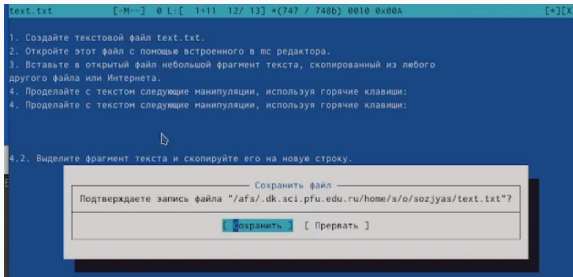 text.txt [-M--] 0 L:[ 1+11 12/ 13] *(747 / 748b) 0010 0x00A [*][X
1. Создайте текстовой файл text.txt.
2. Откройте этот файл с помощью встроенного в mc редактора.
3. Вставьте в открытый файл небольшой фрагмент текста, скопированный из любого
другого файла или Интернета.
4. Проделайте с текстом следующие манипуляции, используя горячие клавиши:
4. Проделайте с текстом следующие манипуляции, используя горячие клавиши:
4.2. Выделите фрагмент текста и скопируйте его на новую строку.
Сохранить файл
Подтверждаете запись файла "/afs/.dk.sci.pfu.edu.ru/home/s/o/sozjyas/text.txt"?
[ Сохранить ] [ Прервать ]